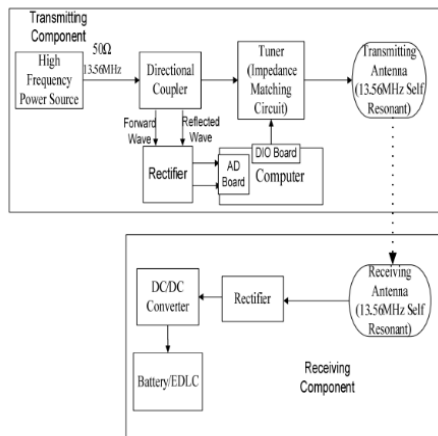 Transmitting
Component
50Ω
13.56MHz
High
Frequency
Power Source
Directional
Coupler
Tuner
(Impedance
Matching
Circuit)
Transmitting
Antenna
(13.56MHz Self
Resonant)
Forward
Wave
Reflected
Wave
Rectifier
AD
Board
DIO Board
Computer
DC/DC
Converter
Rectifier
Receiving
Antenna
(13.56MHz Self
Resonant)
Battery/EDLC
Receiving
Component